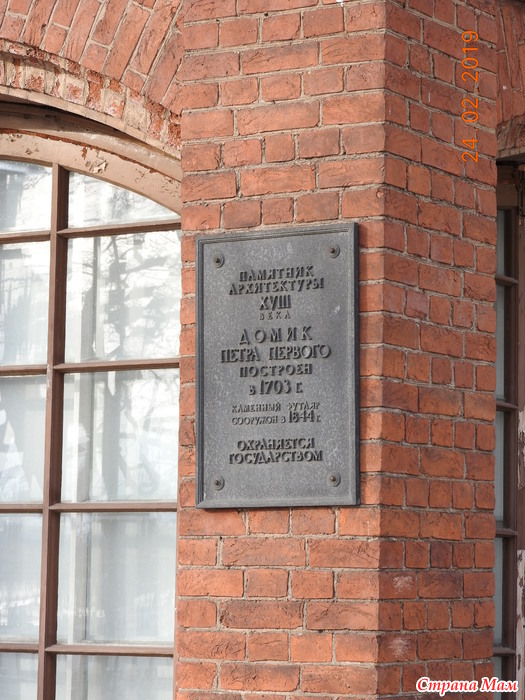 ПАМЯТНИК
АРХИТЕКТУРЫ
XVIII
ВЕКА
ДОМИК
ПЕТРА ПЕРВОГО
ПОСТРОЕН
В 1703 Г.
КАМЕННЫЙ ФУТЛЯР
СООРУЖОН В 1844 Г.
ОХРАНЯЕТСЯ
ГОСУДАРСТВОМ
24 02 2019
Страна Мам